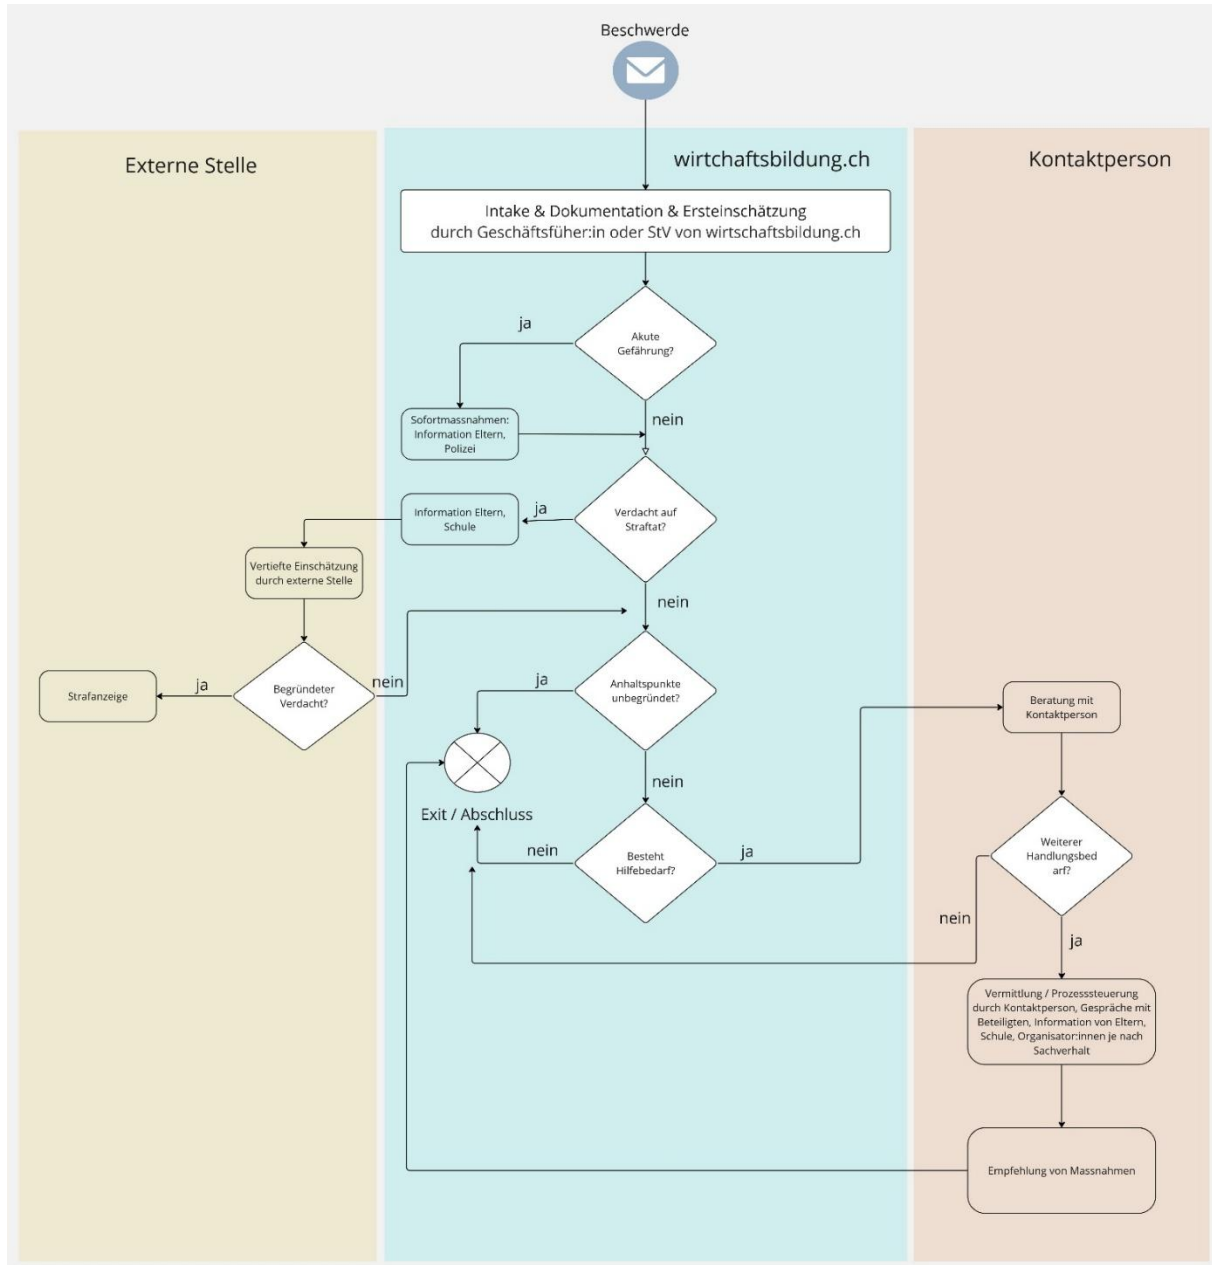 Beschwerde
Externe Stelle
wirtchaftsbildung.ch
Kontaktperson
Intake & Dokumentation & Ersteinschätzung
durch Geschäftsfüher:in oder StV von wirtschaftsbildung.ch
ja
Akute
Gefährung?
nein
Sofortmassnahmen:
Information Eltern,
Polizei
Information Eltern,
Schule
ja
Verdacht auf
Straftat?
nein
Vertiefte Einschätzung
durch externe Stelle
Strafanzeige
ja
Begründeter
Verdacht?
nein
ja
Anhaltspunkte
unbegründet?
nein
Beratung mit
Kontaktperson
Exit / Abschluss
nein
Besteht
Hilfebedarf?
ja
Weiterer
Handlungsbed
arf?
nein
ja
Vermittlung / Prozesssteuerung
durch Kontaktperson, Gespräche mit
Beteiligten, Information von Eltern,
Schule, Organisator:innen je nach
Sachverhalt
Empfehlung von Massnahmen